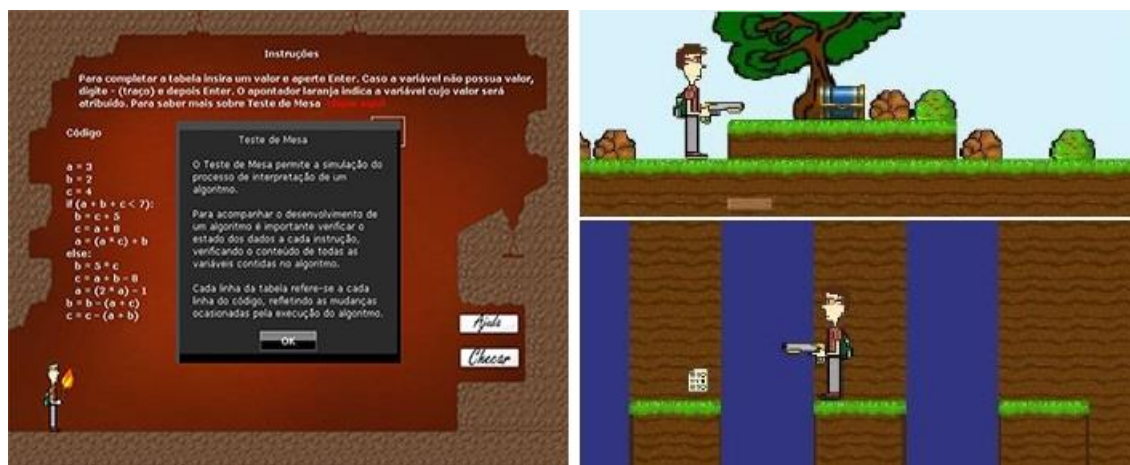 Instruções
Para completar a tabela insira um valor e aperte Enter. Caso a variável não possua valor,
digite - (traço) e depois Enter. O apontador laranja indica a variável cujo valor será
atribuído. Para saber mais sobre Teste de Mesa clique aqui!
Código
a = 3
b = 2
c = 4
if (a + b + c < 7):
b = c + 5
c = a + 8
a = (a * c) + b
else:
b = 5 * c
c = a + b - 8
a = (2 * a) - 1
b = b - (a + c)
c = c - (a + b)
Teste de Mesa
O Teste de Mesa permite a simulação do
processo de interpretação de um
algoritmo.
Para acompanhar o desenvolvimento de
um algoritmo é importante verificar o
estado dos dados a cada instrução,
verificando o conteúdo de todas as
variáveis contidas no algoritmo.
Cada linha da tabela refere-se a cada
linha do código, refletindo as mudanças
ocasionadas pela execução do algoritmo.
OK
Ajuda
Checar